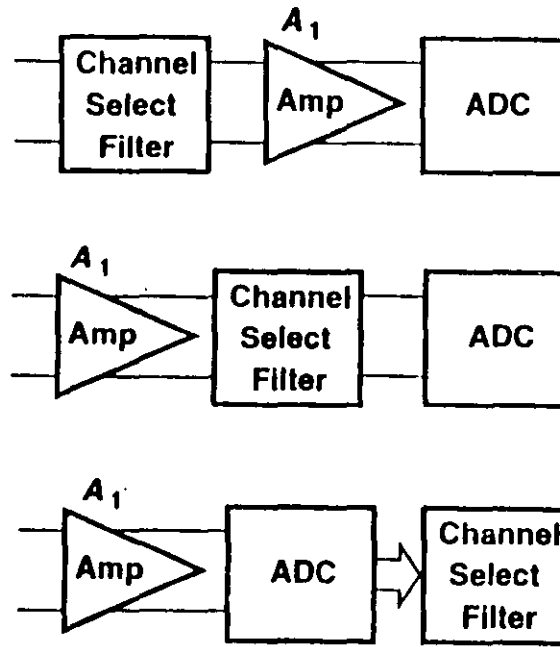 A1
Channel
Select
Filter
Amp
ADC
A1
Amp
Channel
Select
Filter
ADC
A1
Amp
ADC
Channel
Select
Filter